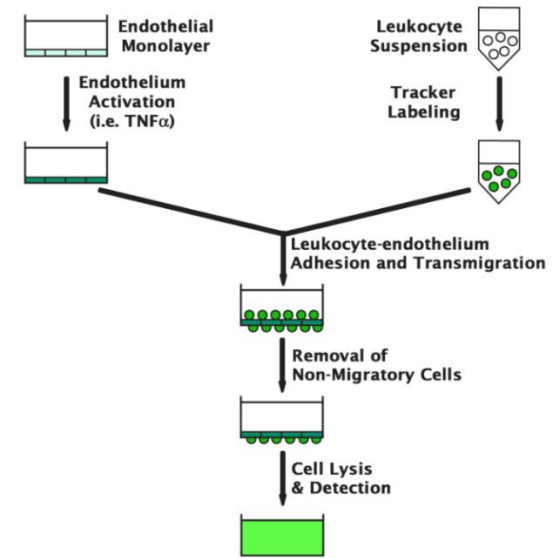 Endothelial
Monolayer
Leukocyte
Suspension
Endothelium
Activation
(i.e. TNFα)
Tracker
Labeling
Leukocyte-endothelium
Adhesion and Transmigration
Removal of
Non-Migratory Cells
Cell Lysis
& Detection